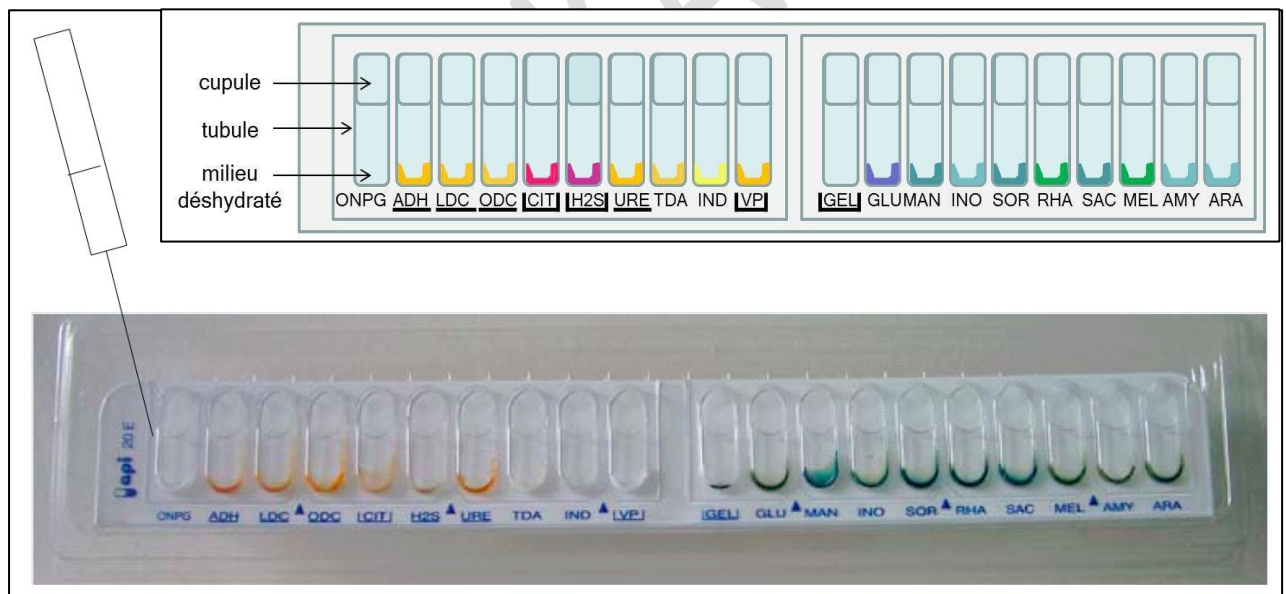 cupule
tubule
milieu
déshydraté
ONPG ADH LDC ODC CIT H2S URE TDA IND VP
GEL GLU MAN INO SOR RHA SAC MEL AMY ARA
api 20 E
ONPG ADH LDC ODC CIT H2S URE TDA IND VP
GEL GLU MAN INO SOR RHA SAC MEL AMY ARA